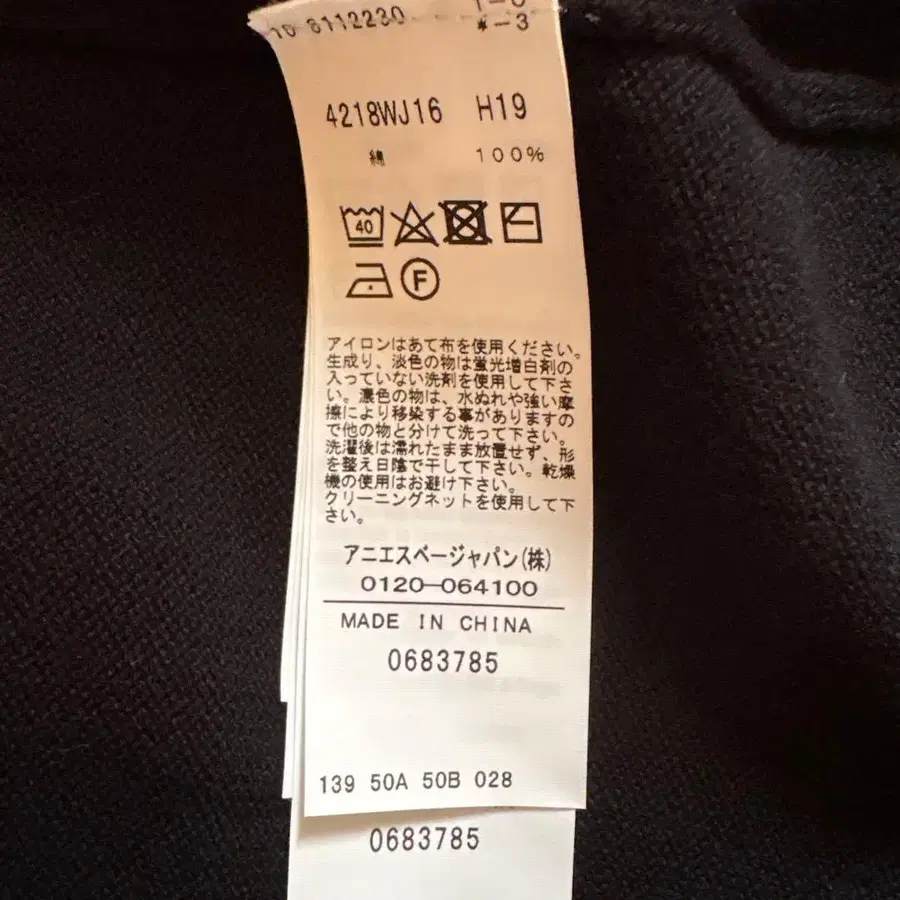 10 8112230
-3
4218WJ16 H19
綿 100%
40
F
アイロンはあて布を使用ください。
生成り、淡色の物は蛍光増白剤の
入っていない洗剤を使用して下さ
い。濃色の物は、水ぬれや強い摩
擦により移染する事がありますの
で他の物と分けて洗って下さい。
洗濯後は濡れたまま放置せず、形
を整え日陰で干して下さい。乾燥
機の使用はお避け下さい。
クリーニングネットを使用して下
さい。
アニエスベージャパン(株)
0120-064100
MADE IN CHINA
0683785
139 50A 50B 028
0683785